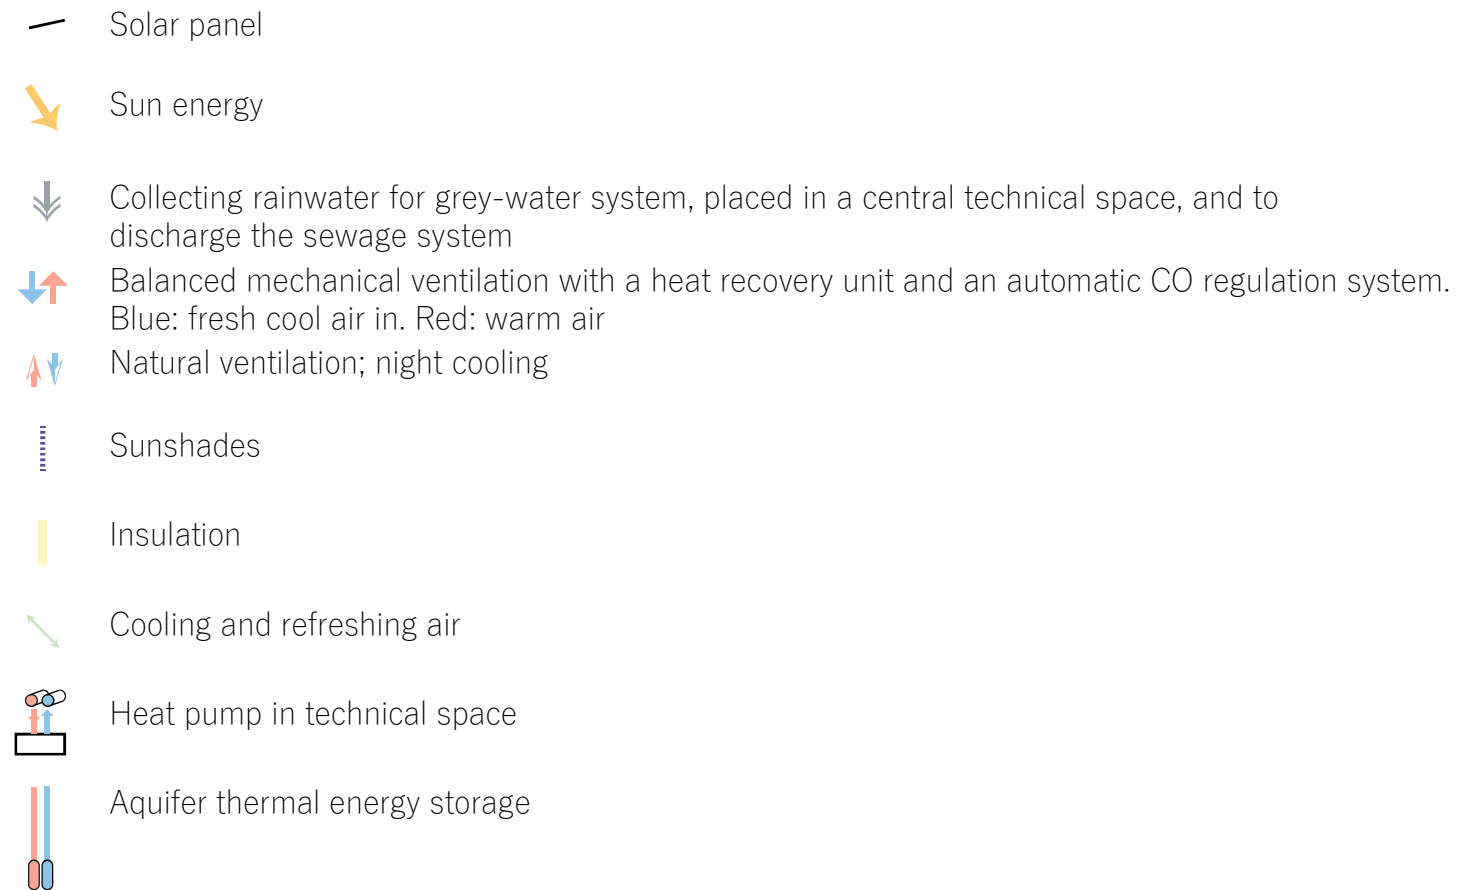 Solar panel
Sun energy
Collecting rainwater for grey-water system, placed in a central technical space, and to
discharge the sewage system
Balanced mechanical ventilation with a heat recovery unit and an automatic CO regulation system.
Blue: fresh cool air in. Red: warm air
Natural ventilation; night cooling
Sunshades
Insulation
Cooling and refreshing air
Heat pump in technical space
Aquifer thermal energy storage